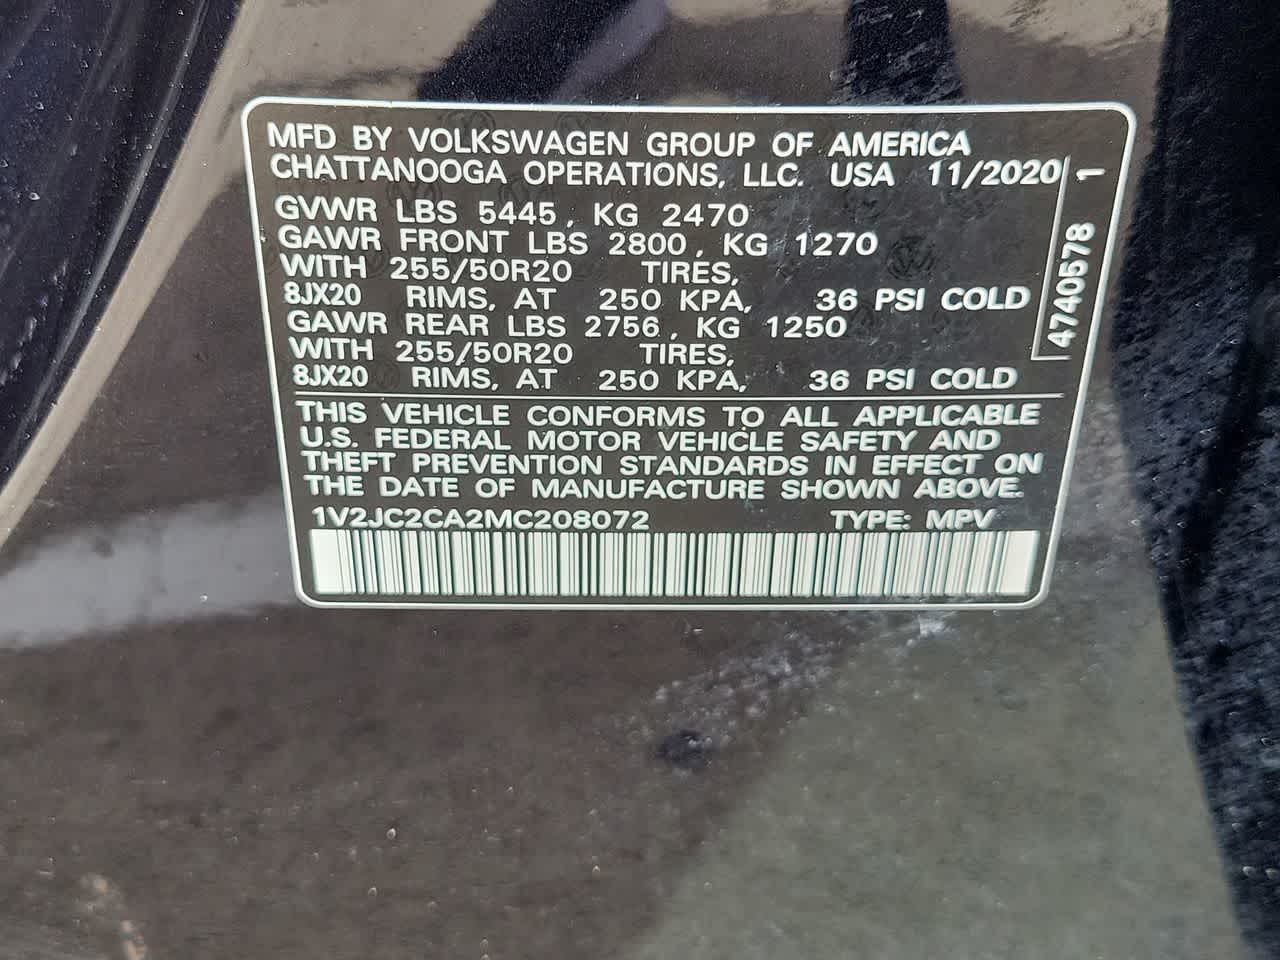 MFD BY VOLKSWAGEN GROUP OF AMERICA
CHATTANOOGA OPERATIONS, LLC. USA 11/2020
GVWR LBS 5445, KG 2470
GAWR FRONT LBS 2800, KG 1270
WITH 255/50R20 TIRES,
8JX20 RIMS, AT 250 KPA, 36 PSI COLD
GAWR REAR LBS 2756, KG 1250
WITH 255/50R20 TIRES,
8JX20 RIMS, AT 250 KPA, 36 PSI COLD
4740578 1
THIS VEHICLE CONFORMS TO ALL APPLICABLE
U.S. FEDERAL MOTOR VEHICLE SAFETY AND
THEFT PREVENTION STANDARDS IN EFFECT ON
THE DATE OF MANUFACTURE SHOWN ABOVE.
1V2JC2CA2MC208072 TYPE: MPV